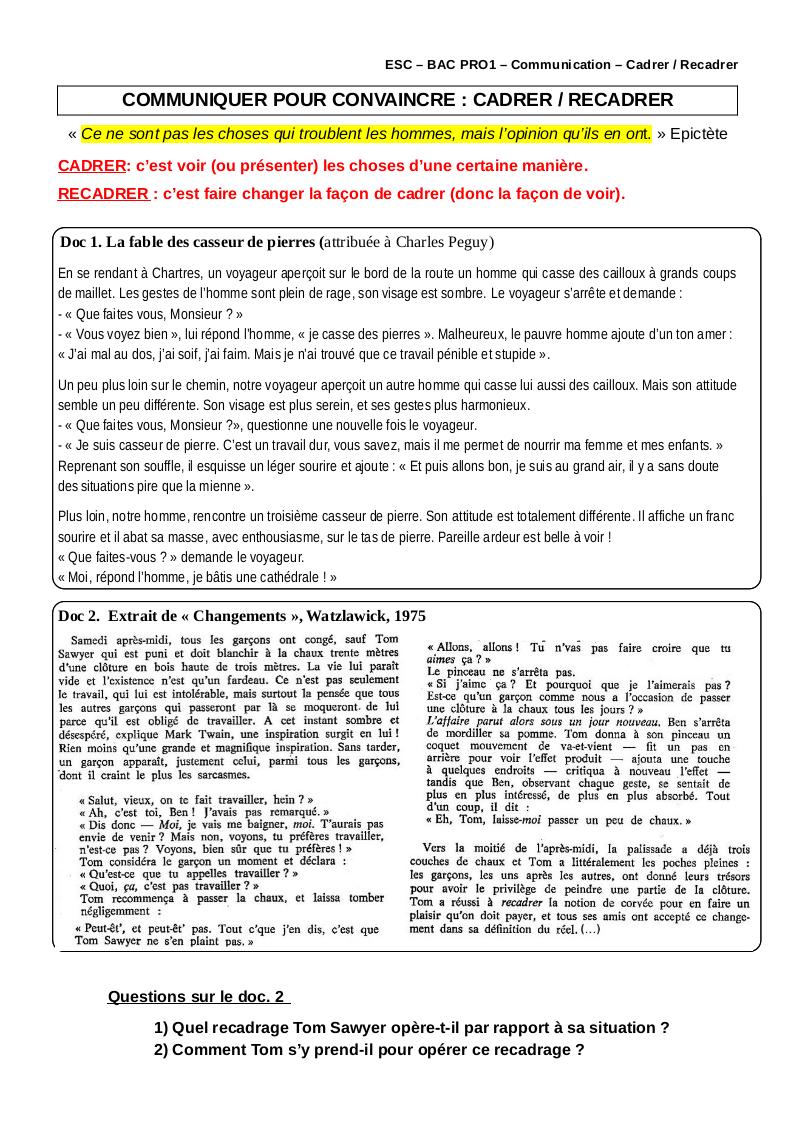 ESC – BAC PRO1 – Communication – Cadrer / Recadrer
COMMUNIQUER POUR CONVAINCRE : CADRER / RECADRER
« Ce ne sont pas les choses qui troublent les hommes, mais l’opinion qu’ils en ont. » Epictète
CADRER: c’est voir (ou présenter) les choses d’une certaine manière.
RECADRER : c’est faire changer la façon de cadrer (donc la façon de voir).
Doc 1. La fable des casseur de pierres (attribuée à Charles Peguy)
En se rendant à Chartres, un voyageur aperçoit sur le bord de la route un homme qui casse des cailloux à grands coups
de maillet. Les gestes de l’homme sont plein de rage, son visage est sombre. Le voyageur s’arrête et demande :
- « Que faites vous, Monsieur ? »
- « Vous voyez bien », lui répond l’homme, « je casse des pierres ». Malheureux, le pauvre homme ajoute d’un ton amer :
« J’ai mal au dos, j’ai soif, j’ai faim. Mais je n’ai trouvé que ce travail pénible et stupide ».
Un peu plus loin sur le chemin, notre voyageur aperçoit un autre homme qui casse lui aussi des cailloux. Mais son attitude
semble un peu différente. Son visage est plus serein, et ses gestes plus harmonieux.
- « Que faites vous, Monsieur ?», questionne une nouvelle fois le voyageur.
- « Je suis casseur de pierre. C’est un travail dur, vous savez, mais il me permet de nourrir ma femme et mes enfants. »
Reprenant son souffle, il esquisse un léger sourire et ajoute : « Et puis allons bon, je suis au grand air, il y a sans doute
des situations pire que la mienne ».
Plus loin, notre homme, rencontre un troisième casseur de pierre. Son attitude est totalement différente. Il affiche un franc
sourire et il abat sa masse, avec enthousiasme, sur le tas de pierre. Pareille ardeur est belle à voir !
« Que faites-vous ? » demande le voyageur.
« Moi, répond l’homme, je bâtis une cathédrale ! »
Doc 2. Extrait de « Changements », Watzlawick, 1975
Samedi après-midi, tous les garçons ont congé, sauf Tom
Sawyer qui est puni et doit blanchir à la chaux trente mètres
d’une clôture en bois haute de trois mètres. La vie lui paraît
vide et l’existence n’est qu’un fardeau. Ce n’est pas seulement
le travail, qui lui est intolérable, mais surtout la pensée que tous
les autres garçons qui passeront par là se moqueront de lui
parce qu’il est obligé de travailler. A cet instant sombre et
désespéré, explique Mark Twain, une inspiration surgit en lui !
Rien moins qu’une grande et magnifique inspiration. Sans tarder,
un garçon apparaît, justement celui, parmi tous les garçons,
dont il craint le plus les sarcasmes.
« Salut, vieux, on te fait travailler, hein ? »
« Ah, c’est toi, Ben ! J’avais pas remarqué. »
« Dis donc — Moi, je vais me baigner, moi. T’aurais pas
envie de venir ? Mais non, voyons, tu préfères travailler,
n’est-ce pas ? Voyons, bien sûr que tu préfères ! »
Tom considéra le garçon un moment et déclara :
« Qu’est-ce que tu appelles travailler ? »
« Quoi, ça, c’est pas travailler ? »
Tom recommença à passer la chaux, et laissa tomber
négligemment :
« Peut-êt’, et peut-êt’ pas. Tout c’que j’en dis, c’est que
Tom Sawyer ne s’en plaint pas. »
« Allons, allons ! Tu n’vas pas faire croire que tu
aimes ça ? »
Le pinceau ne s’arrêta pas.
« Si j’aime ça ? Et pourquoi que je l’aimerais pas ?
Est-ce qu’un garçon comme nous a l’occasion de passer
une clôture à la chaux tous les jours ? »
L’affaire parut alors sous un jour nouveau. Ben s’arrêta
de mordiller sa pomme. Tom donna à son pinceau un
coquet mouvement de va-et-vient — fit un pas en
arrière pour voir l’effet produit — ajouta une touche
à quelques endroits — critiqua à nouveau l’effet —
tandis que Ben, observant chaque geste, se sentait de
plus en plus intéressé, de plus en plus absorbé. Tout
d’un coup, il dit :
« Eh, Tom, laisse-moi passer un peu de chaux. »
Vers la moitié de l’après-midi, la palissade a déjà trois
couches de chaux et Tom a littéralement les poches pleines :
les garçons, les uns après les autres, ont donné leurs trésors
pour avoir le privilège de peindre une partie de la clôture.
Tom a réussi à recadrer la notion de corvée pour en faire un
plaisir qu’on doit payer, et tous ses amis ont accepté ce change-
ment dans sa définition du réel. (…)
Questions sur le doc. 2
1) Quel recadrage Tom Sawyer opère-t-il par rapport à sa situation ?
2) Comment Tom s’y prend-il pour opérer ce recadrage ?